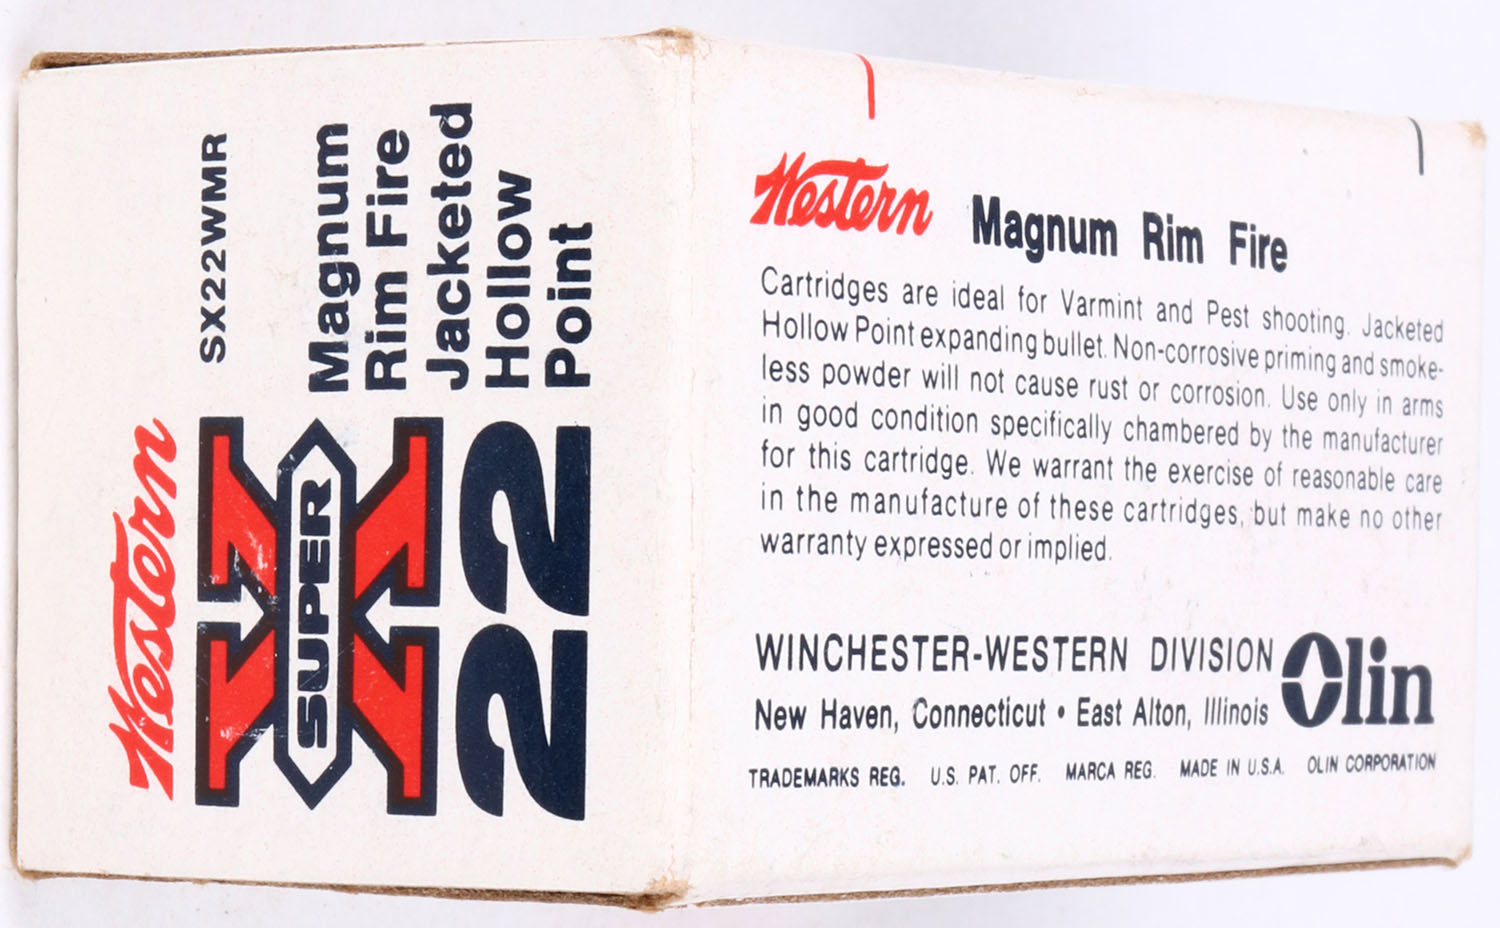 Western
SUPER X
22
SX22WMR
Magnum
Rim Fire
Jacketed
Hollow
Point
Western Magnum Rim Fire
Cartridges are ideal for Varmint and Pest shooting. Jacketed
Hollow Point expanding bullet. Non-corrosive priming and smoke-
less powder will not cause rust or corrosion. Use only in arms
in good condition specifically chambered by the manufacturer
for this cartridge. We warrant the exercise of reasonable care
in the manufacture of these cartridges, but make no other
warranty expressed or implied.
WINCHESTER-WESTERN DIVISION Olin
New Haven, Connecticut • East Alton, Illinois
TRADEMARKS REG. U.S. PAT. OFF. MARCA REG. MADE IN U.S.A. OLIN CORPORATION